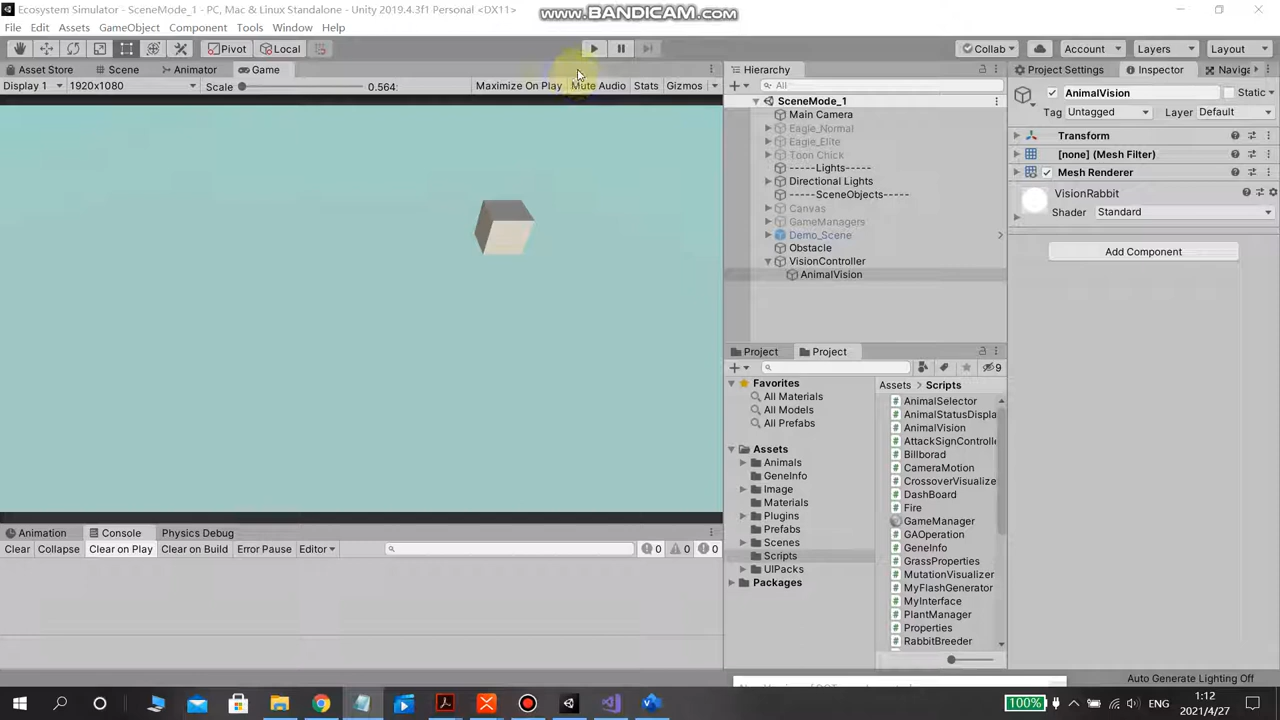 Ecosystem Simulator - SceneMode_1 - PC, Mac & Linux Standalone - Unity 2019.4.3f1 Personal <DX11>
www.BANDICAM.com
File Edit Assets GameObject Component Tools Window Help
Pivot Local Collab Account Layers Layout
Asset Store Scene Animator Game
Display 1 1920x1080 Scale 0.564: Maximize On Play Mute Audio Stats Gizmos
Hierarchy
All
SceneMode_1
Main Camera
Eagle_Normal
Eagle_Elite
Toon Chick
-----Lights-----
Directional Lights
-----SceneObjects-----
Canvas
GameManagers
Demo_Scene
Obstacle
VisionController
AnimalVision
Project Settings Inspector Naviga
AnimalVision Static
Tag Untagged Layer Default
Transform
[none] (Mesh Filter)
Mesh Renderer
VisionRabbit
Shader Standard
Add Component
Project Project
9
Favorites
All Materials
All Models
All Prefabs
Assets
Animals
GeneInfo
Image
Materials
Plugins
Prefabs
Scenes
Scripts
UIPacks
Packages
Assets > Scripts
AnimalSelector
AnimalStatusDispla
AnimalVision
AttackSignControlle
Billborad
CameraMotion
CrossoverVisualize
DashBoard
Fire
GameManager
GAOperation
GeneInfo
GrassProperties
MutationVisualizer
MyFlashGenerator
MyInterface
PlantManager
Properties
RabbitBreeder
Animation Console Physics Debug
Clear Collapse Clear on Play Clear on Build Error Pause Editor 0 0 0
Auto Generate Lighting Off
100% ENG 1:12
2021/4/27